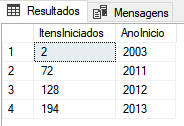 Resultados Mensagens
ItensIniciados AnoInicio
1 2 2003
2 72 2011
3 128 2012
4 194 2013